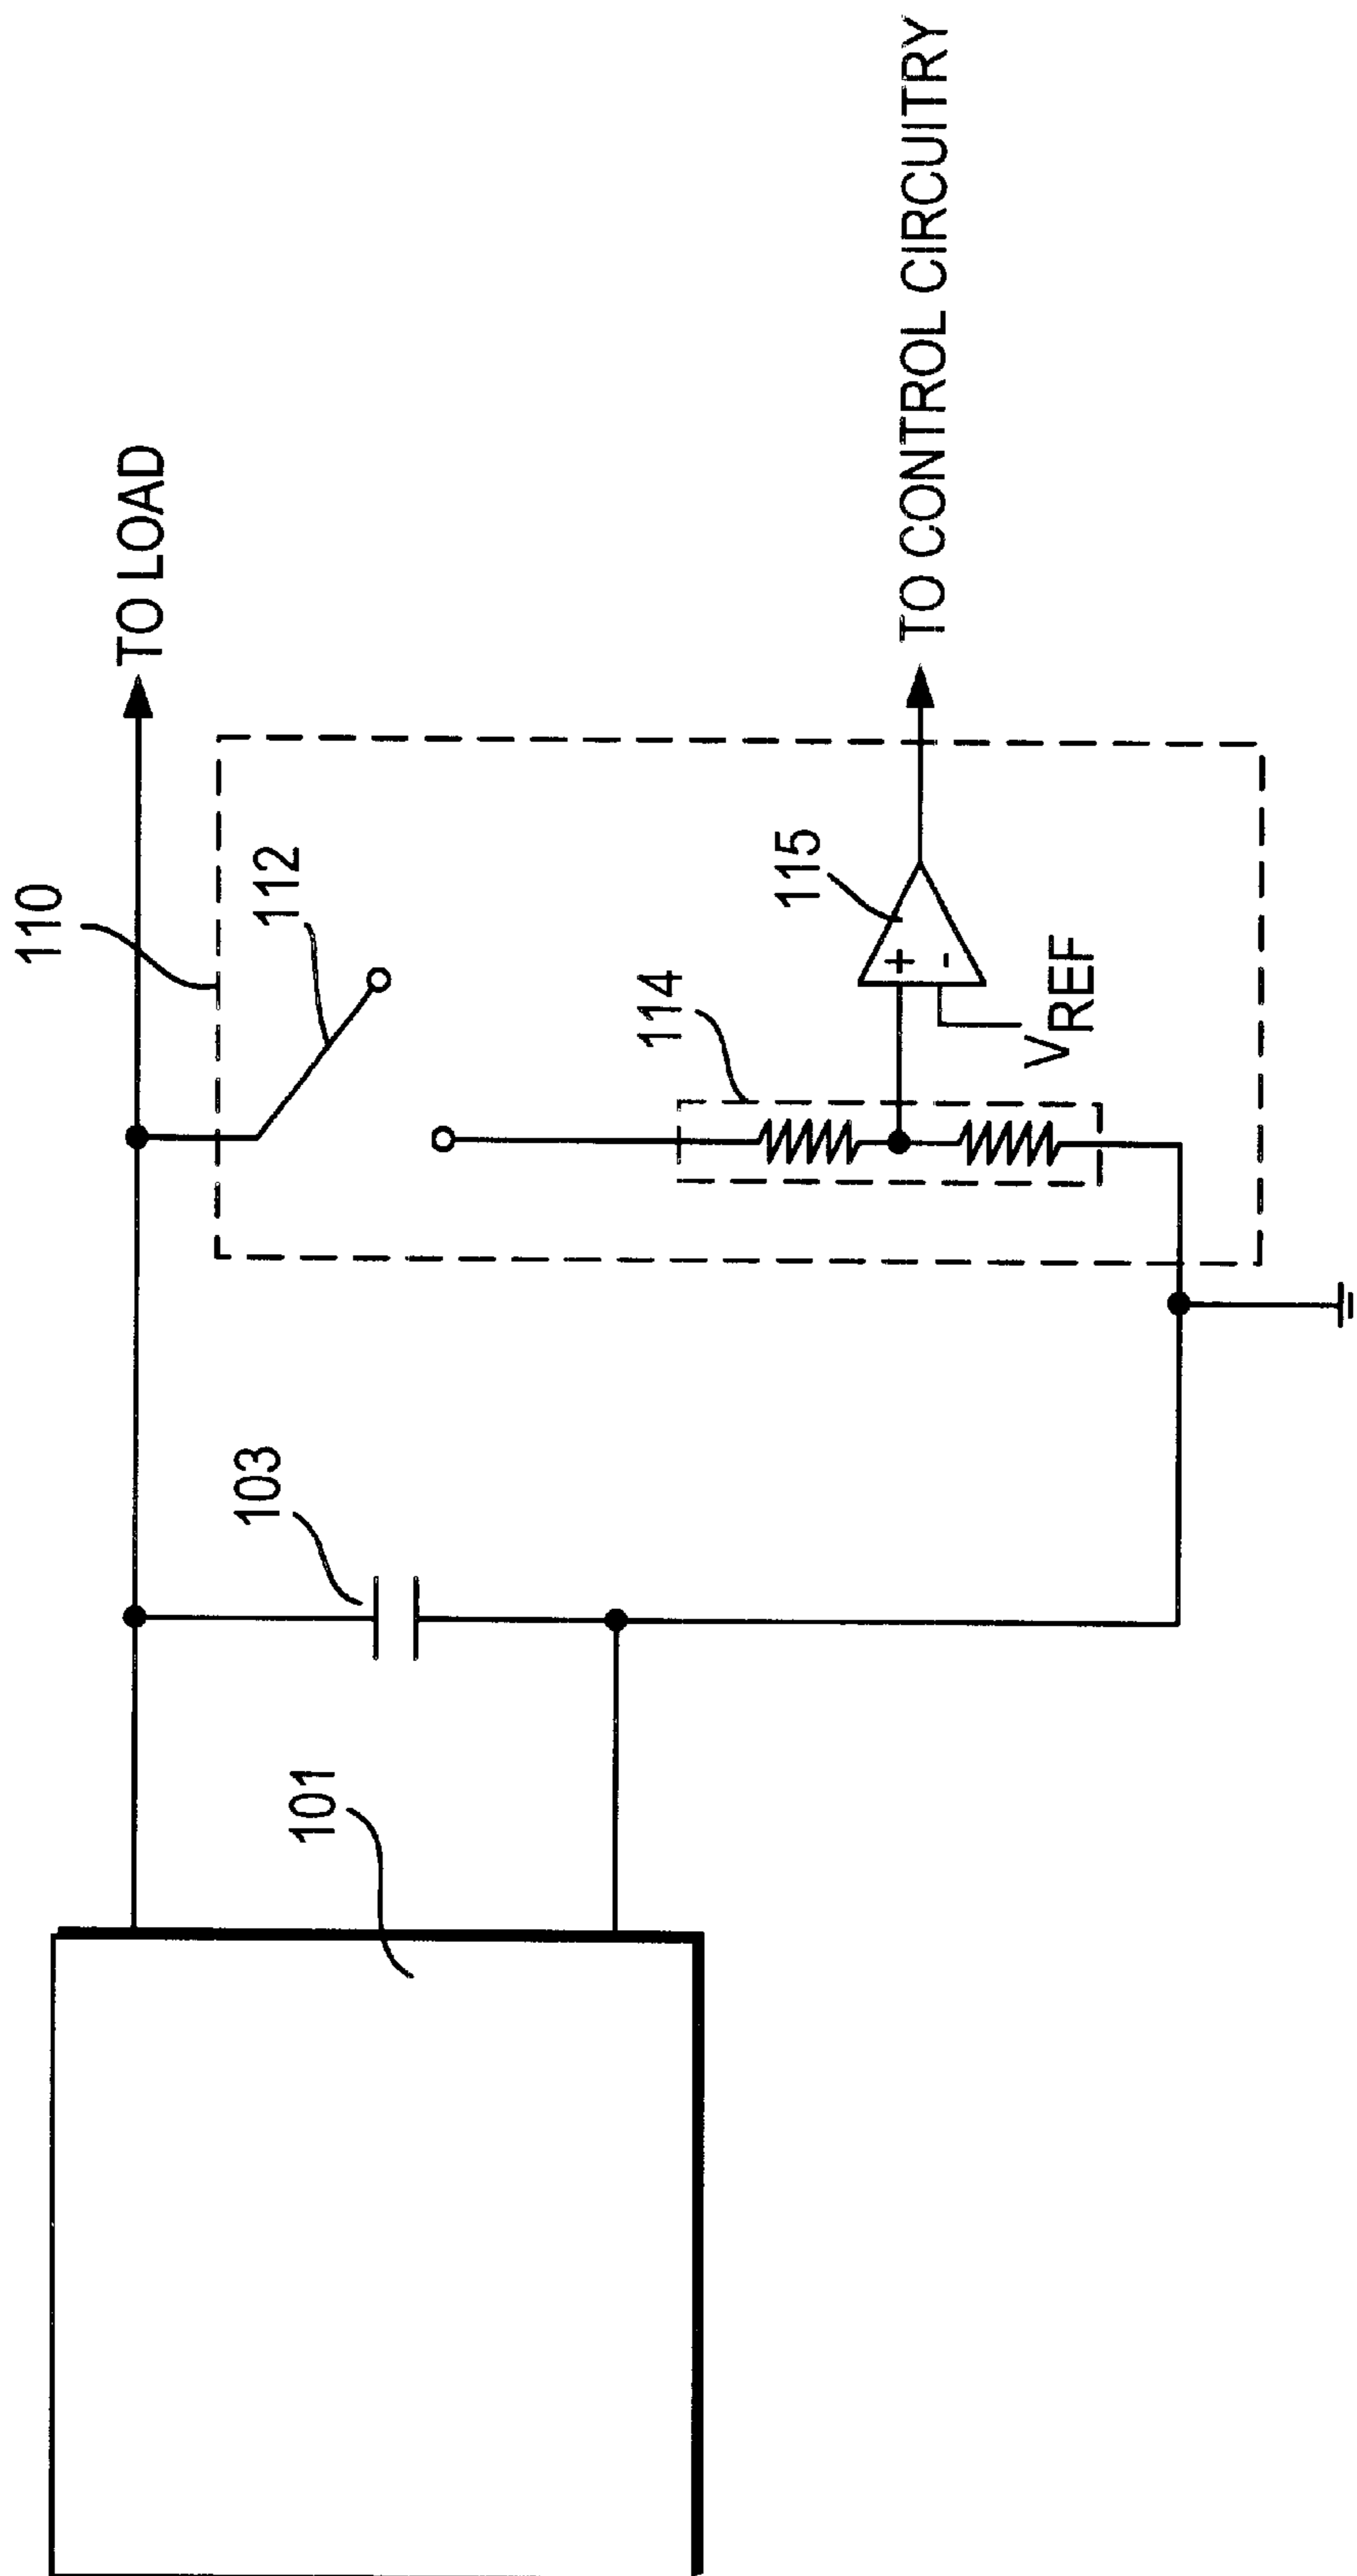 110
TO LOAD
112
103
101
114
115
VREF
TO CONTROL CIRCUITRY
+
-